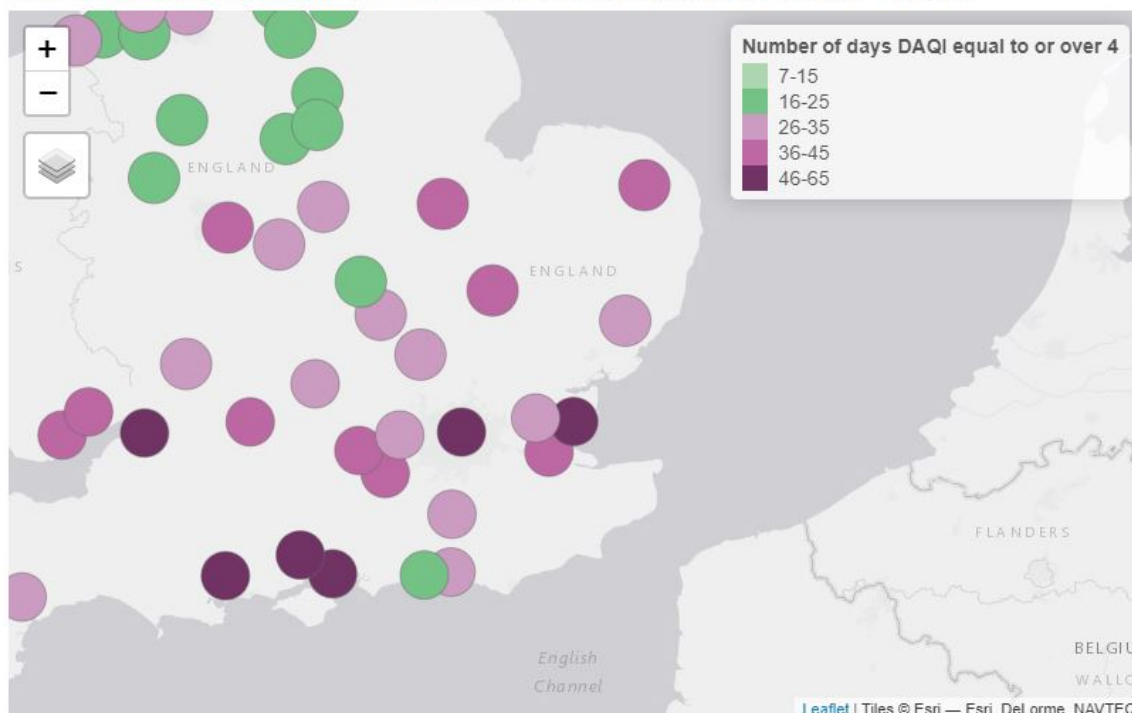 +
−
Number of days DAQI equal to or over 4
7-15
16-25
26-35
36-45
46-65
ENGLAND
S
ENGLAND
FLANDERS
BELGIU
WALLO
English
Channel
Leaflet | Tiles © Esri — Esri, DeLorme, NAVTEQ